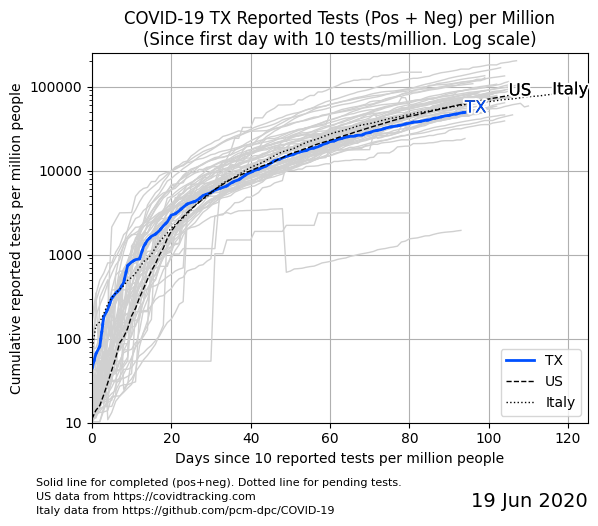 COVID-19 TX Reported Tests (Pos + Neg) per Million
(Since first day with 10 tests/million. Log scale)
Cumulative reported tests per million people
100000
10000
1000
100
10
US
Italy
TX
TX
US
Italy
0 20 40 60 80 100 120
Days since 10 reported tests per million people
Solid line for completed (pos+neg). Dotted line for pending tests.
US data from https://covidtracking.com
Italy data from https://github.com/pcm-dpc/COVID-19
19 Jun 2020